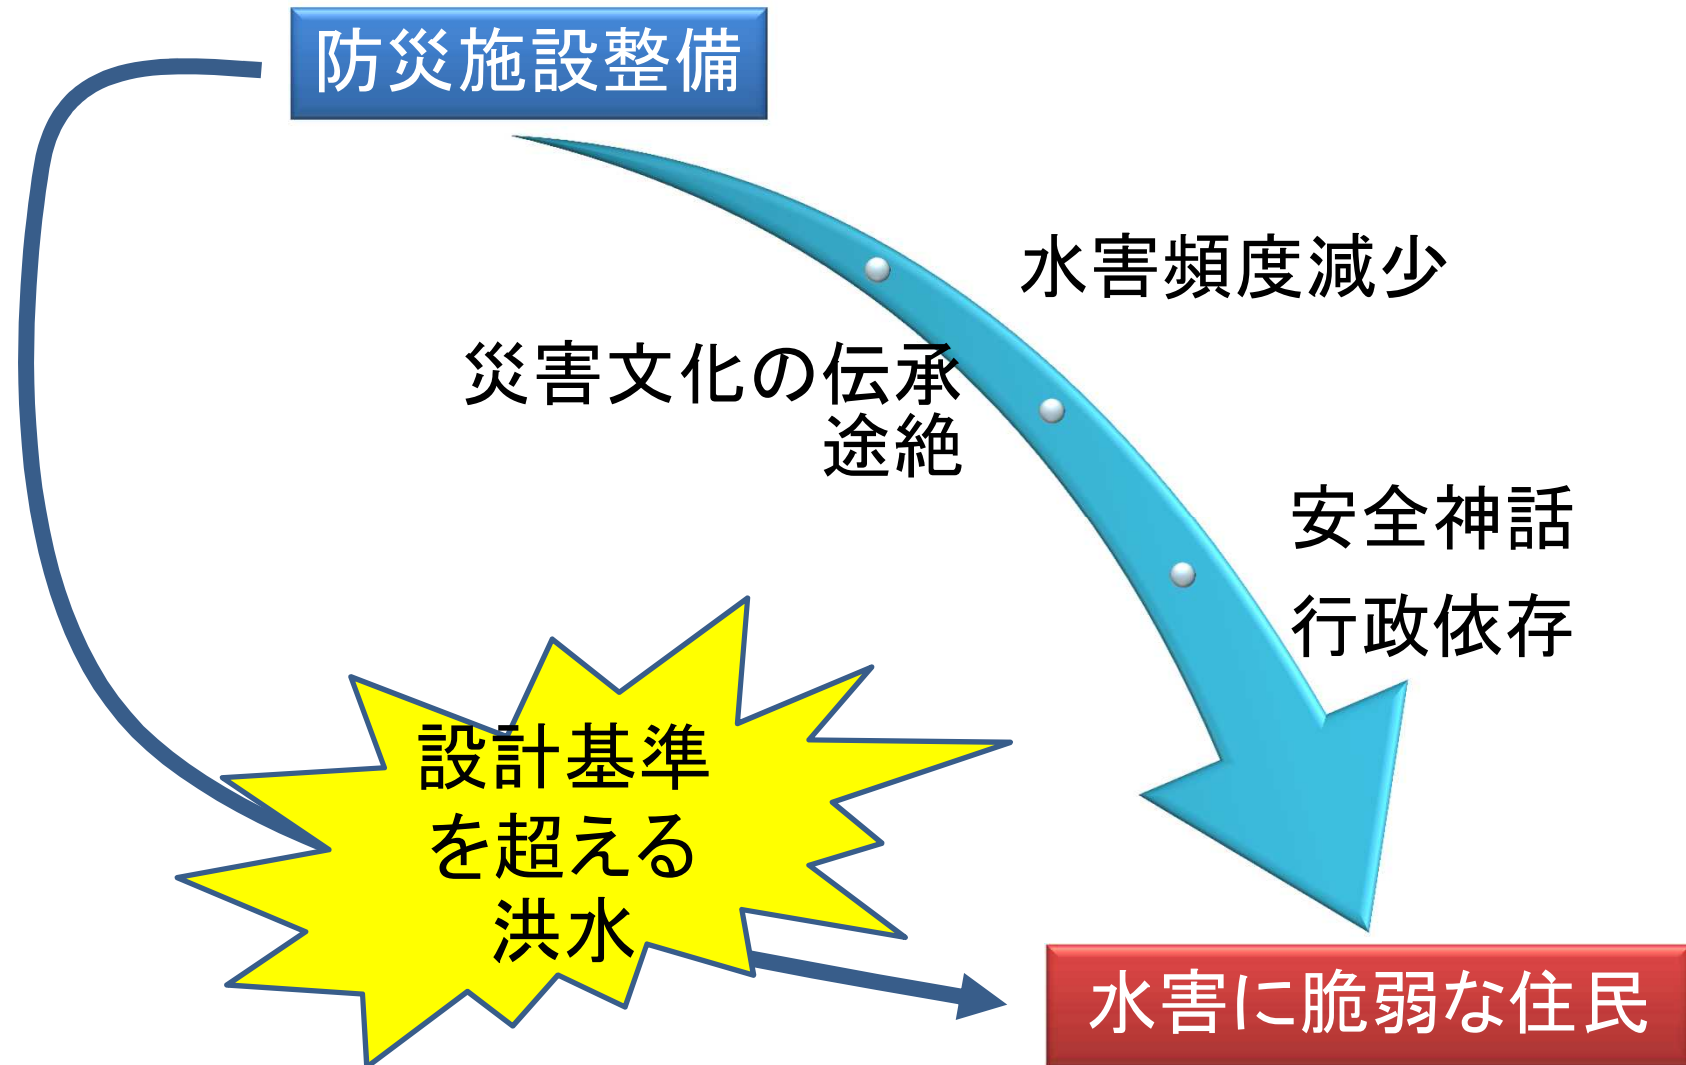 防災施設整備
水害頻度減少
災害文化の伝承
途絶
安全神話
行政依存
設計基準
を超える
洪水
水害に脆弱な住民